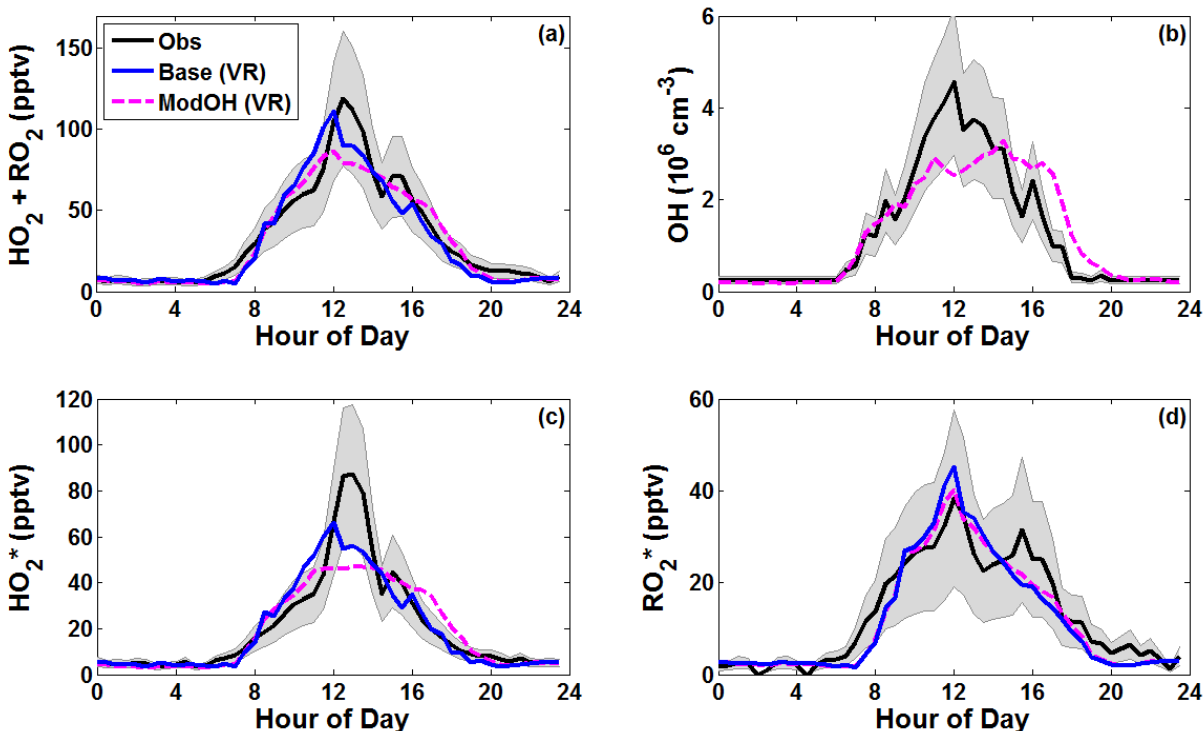 (a)
Obs
Base (VR)
ModOH (VR)
HO2 + RO2 (pptv)
150
100
50
0
0 4 8 12 16 20 24
Hour of Day
(b)
OH (10^6 cm^-3)
6
4
2
0
0 4 8 12 16 20 24
Hour of Day
(c)
HO2* (pptv)
120
100
80
60
40
20
0
0 4 8 12 16 20 24
Hour of Day
(d)
RO2* (pptv)
60
40
20
0
0 4 8 12 16 20 24
Hour of Day